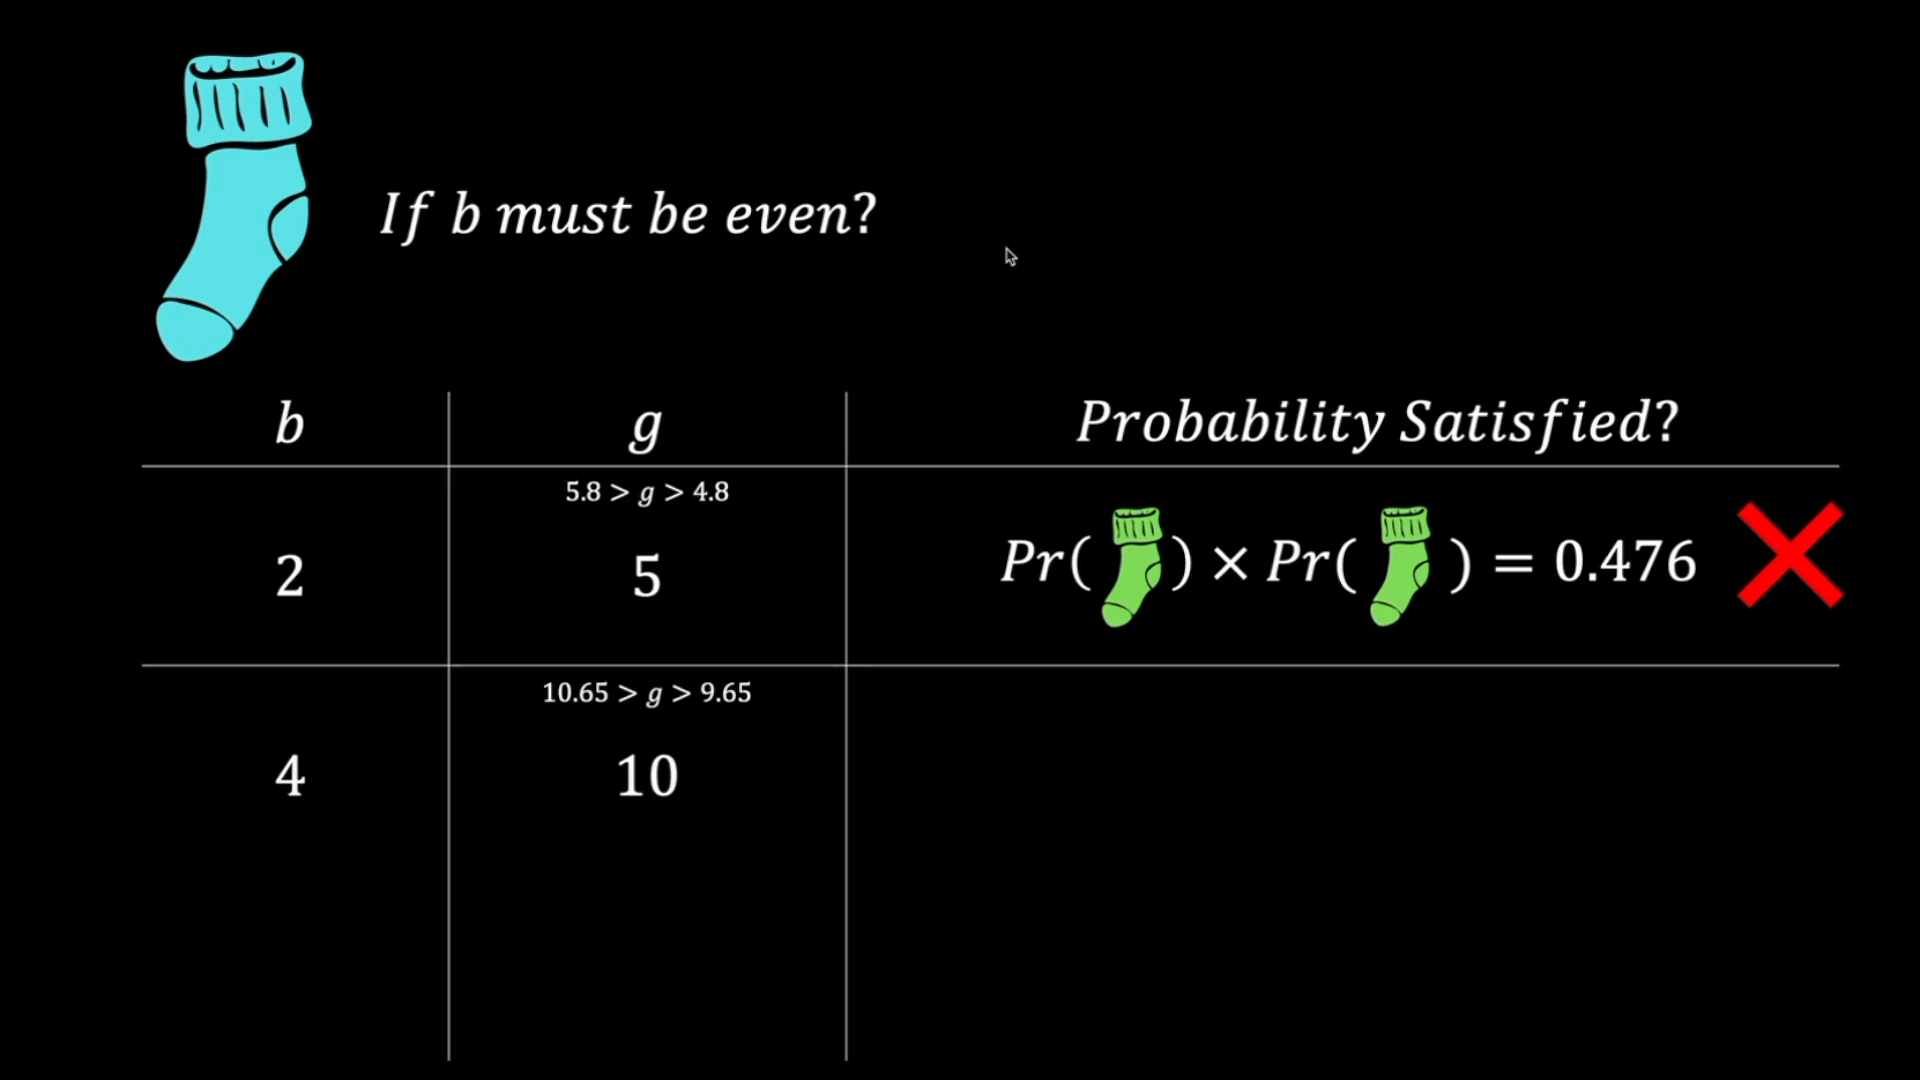 If b must be even?
b g Probability Satisfied?
5.8 > g > 4.8
2 5 Pr( ) × Pr( ) = 0.476
10.65 > g > 9.65
4 10